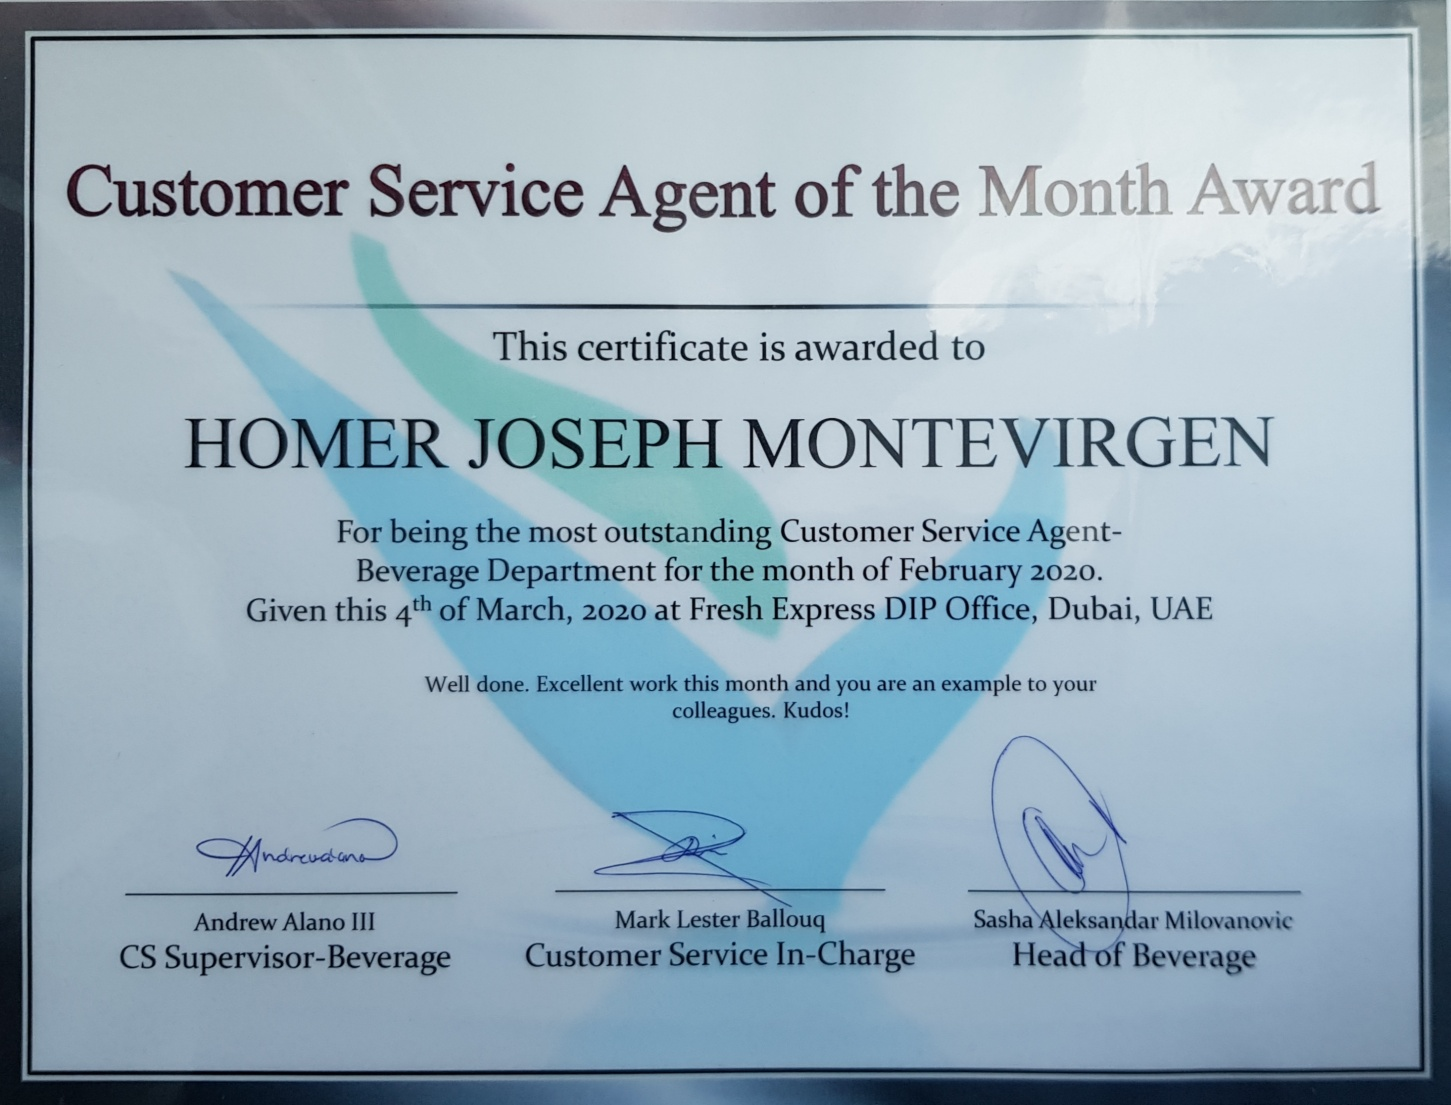 Customer Service Agent of the Month Award
This certificate is awarded to
HOMER JOSEPH MONTEVIRGEN
For being the most outstanding Customer Service Agent-
Beverage Department for the month of February 2020.
Given this 4th of March, 2020 at Fresh Express DIP Office, Dubai, UAE
Well done. Excellent work this month and you are an example to your
colleagues. Kudos!
Andrew Alano III
CS Supervisor-Beverage
Mark Lester Ballouq
Customer Service In-Charge
Sasha Aleksandar Milovanovic
Head of Beverage